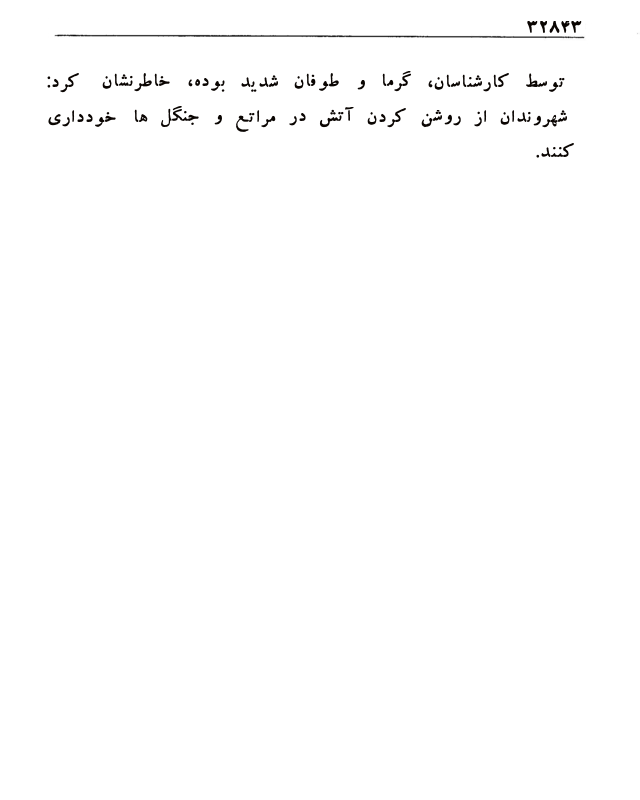 ۳۲۸۴۳
توسط کارشناسان، گرما و طوفان شدید بوده، خاطرنشان کرد:
شهروندان از روشن کردن آتش در مراتع و جنگل ها خودداری
کنند.